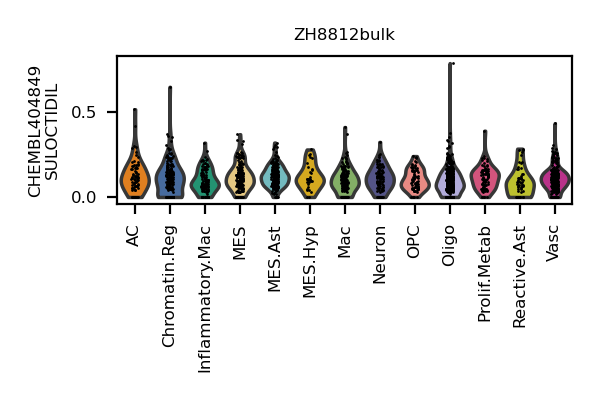 ZH8812bulk
CHEMBL404849
SULOCTIDIL
0.5
0.0
AC
Chromatin.Reg
Inflammatory.Mac
MES
MES.Ast
MES.Hyp
Mac
Neuron
OPC
Oligo
Prolif.Metab
Reactive.Ast
Vasc